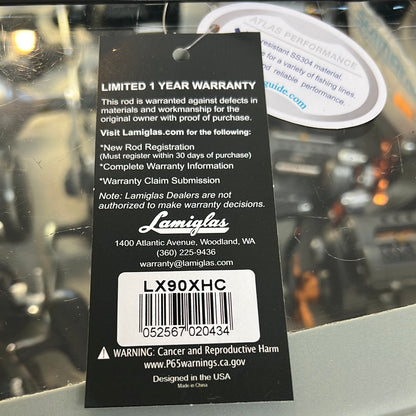 LIMITED 1 YEAR WARRANTY
This rod is warranted against defects in
materials and workmanship for the
original owner with proof of purchase.
Visit Lamiglas.com for the following:
*New Rod Registration
(Must register within 30 days of purchase)
*Complete Warranty Information
*Warranty Claim Submission
Note: Lamiglas Dealers are not
authorized to make warranty decisions.
Lamiglas
1400 Atlantic Avenue, Woodland, WA
(360) 225-9436
warranty@lamiglas.com
LX90XHC
052567 020434
WARNING: Cancer and Reproductive Harm
www.P65warnings.ca.gov
Designed in the USA
Made in China
ATLAS PERFORMANCE
resistant SS304 material.
for a variety of fishing lines
reliable performance.
guide.com